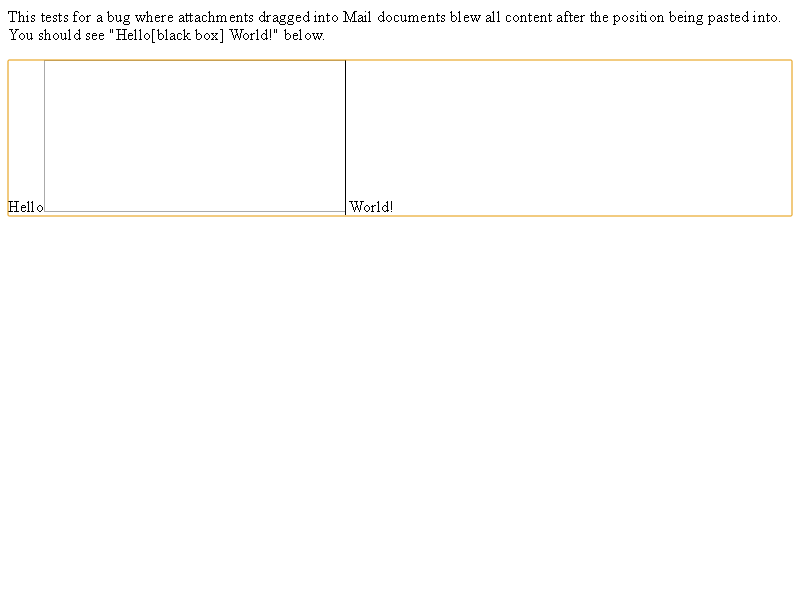 This tests for a bug where attachments dragged into Mail documents blew all content after the position being pasted into.
You should see "Hello[black box] World!" below.
Hello World!